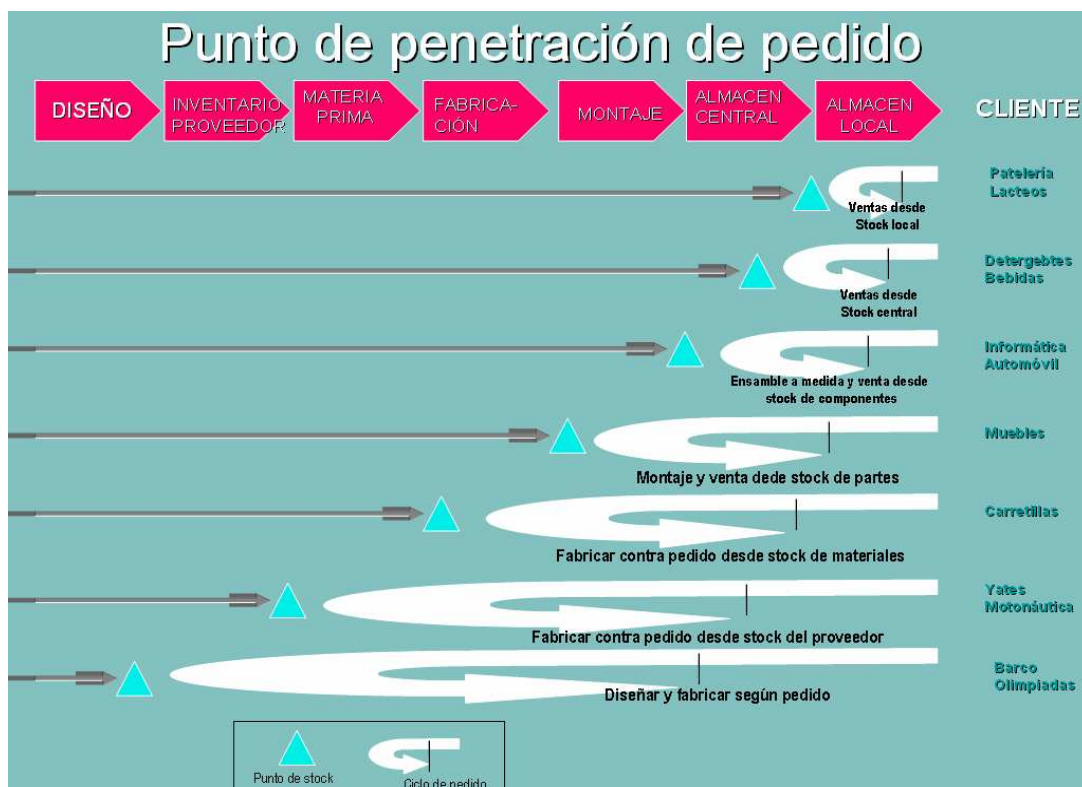 Punto de penetración de pedido
DISEÑO
INVENTARIO
PROVEEDOR
MATERIA
PRIMA
FABRICA-
CIÓN
MONTAJE
ALMACEN
CENTRAL
ALMACEN
LOCAL
CLIENTE
Patelería
Lacteos
Ventas desde
Stock local
Detergebtes
Bebidas
Ventas desde
Stock central
Informática
Automóvil
Ensamble a medida y venta desde
stock de componentes
Muebles
Montaje y venta dede stock de partes
Carretillas
Fabricar contra pedido desde stock de materiales
Yates
Motonáutica
Fabricar contra pedido desde stock del proveedor
Barco
Olimpiadas
Diseñar y fabricar según pedido
Punto de stock
Ciclo de pedido